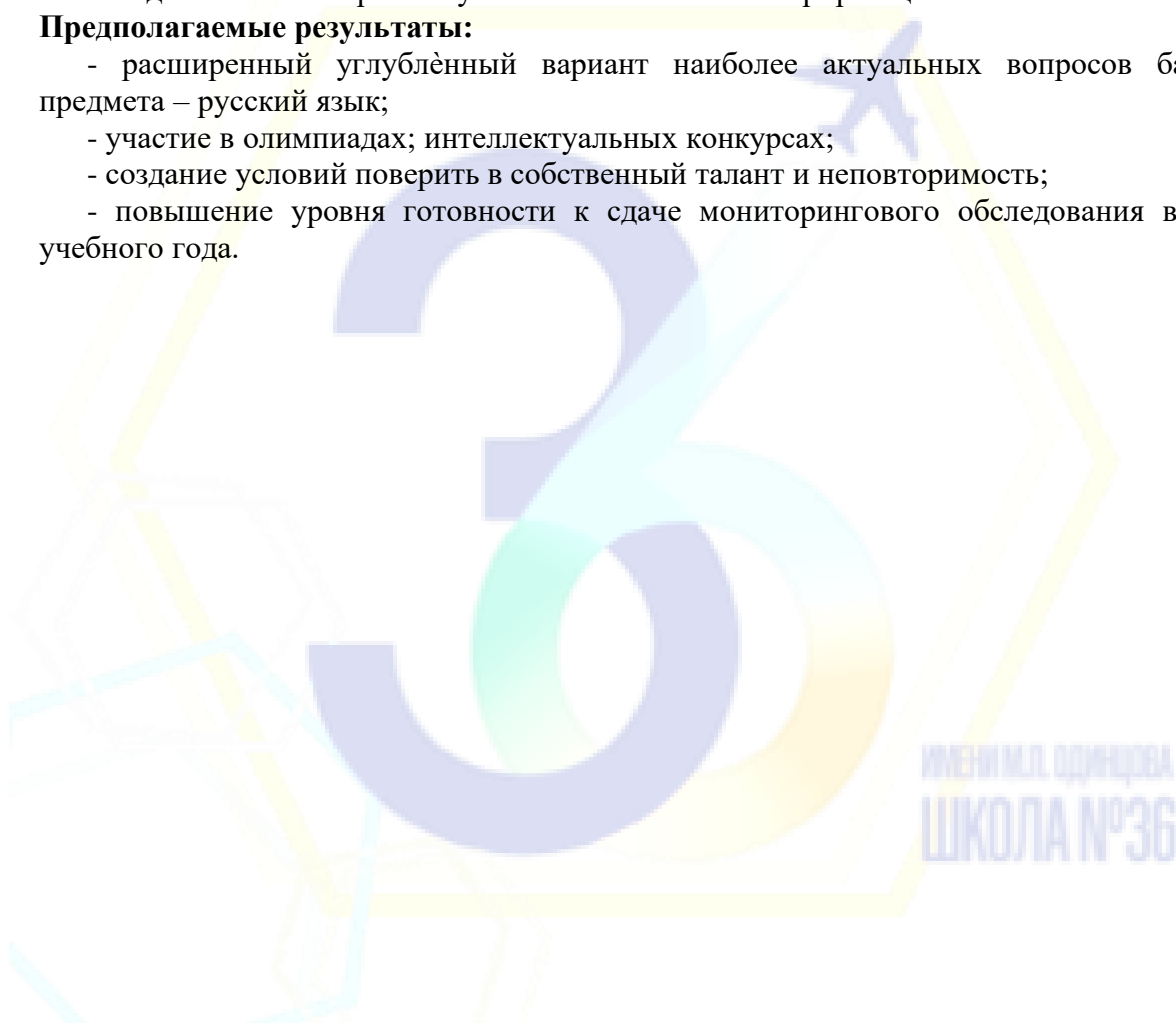 Предполагаемые результаты:
- расширенный углублѐнный вариант наиболее актуальных вопросов
предмета – русский язык;
- участие в олимпиадах; интеллектуальных конкурсах;
- создание условий поверить в собственный талант и неповторимость;
- повышение уровня готовности к сдаче мониторингового обследования в
учебного года.
36
ИМЕНИ М.П. ОДИНЦОВА
ШКОЛА №36